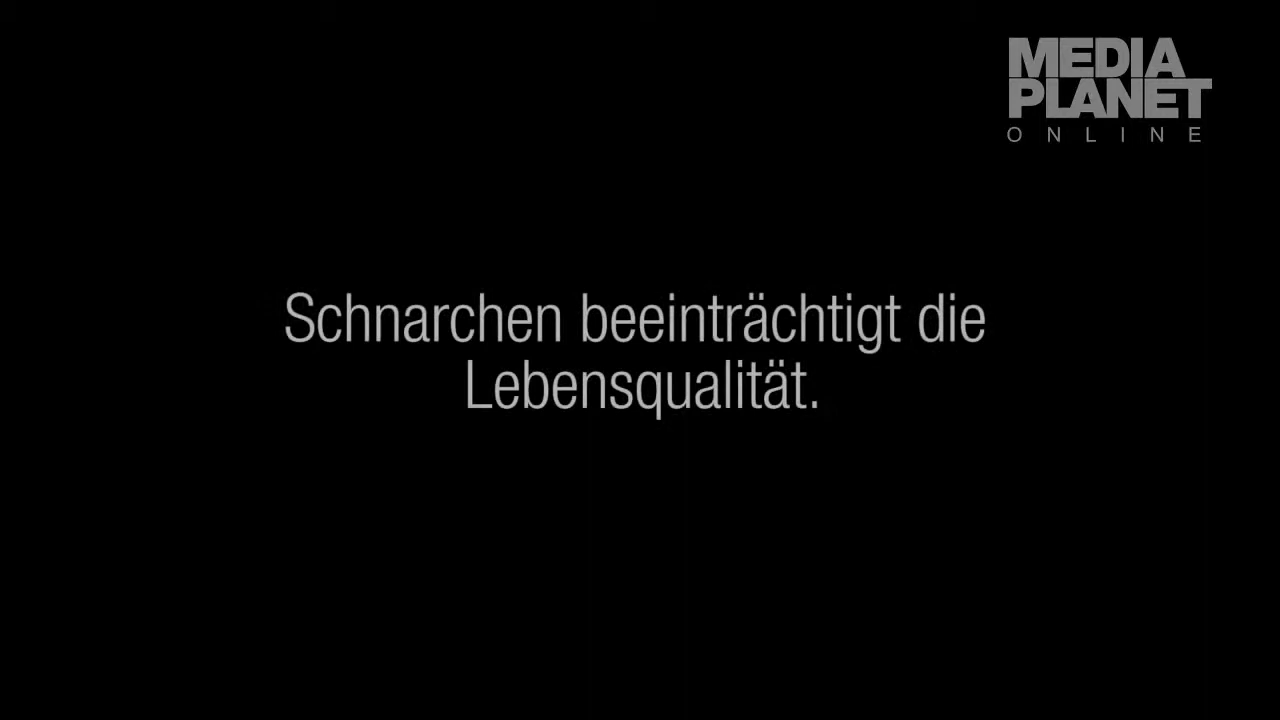 MEDIA
PLANET
ONLINE
Schnarchen beeinträchtigt die
Lebensqualität.